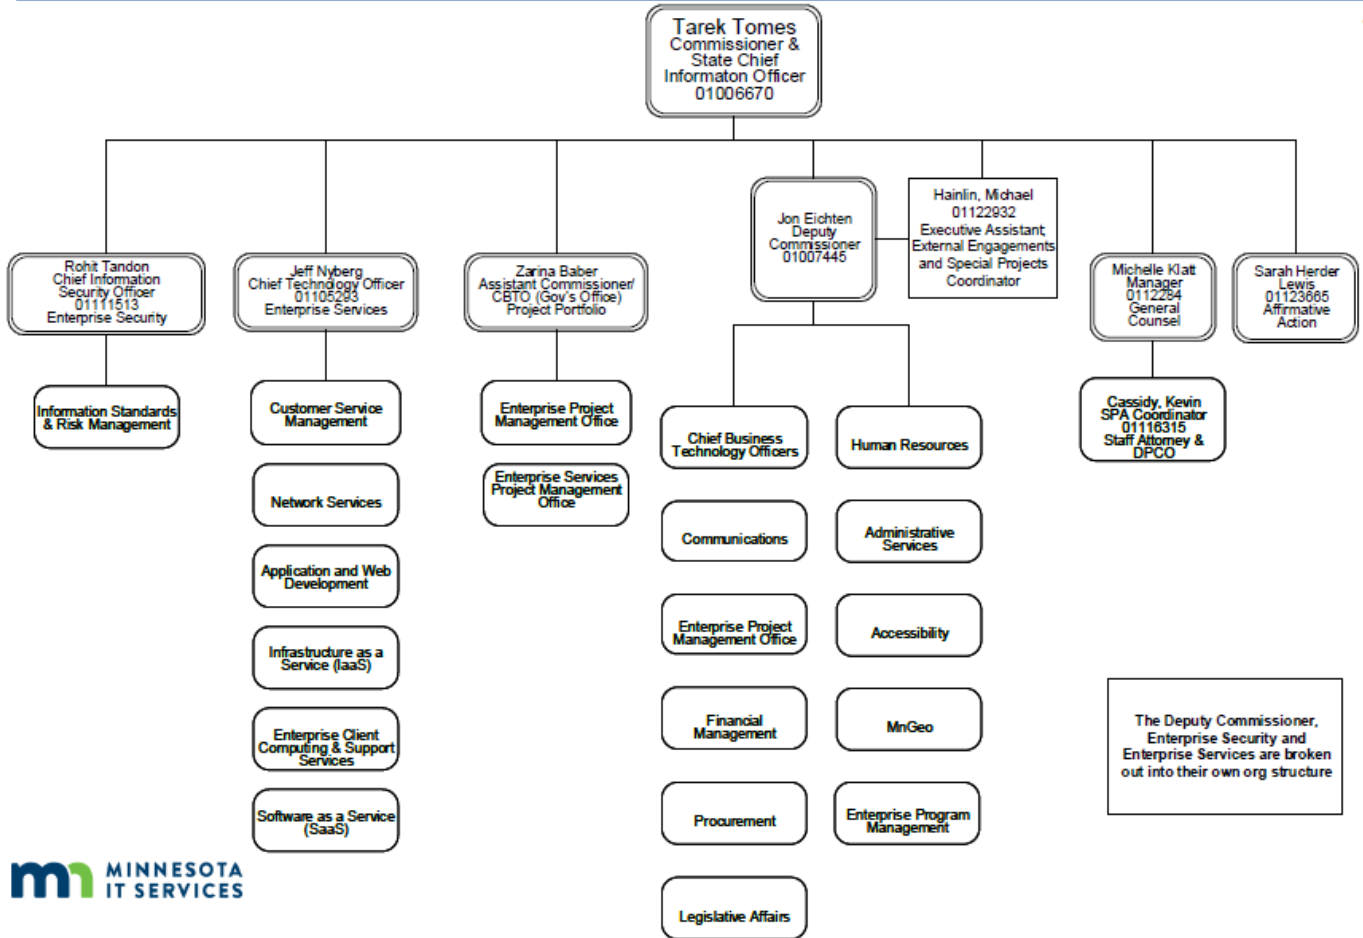 Tarek Tomes
Commissioner &
State Chief
Informaton Officer
01006670
Rohit Tandon
Chief Information
Security Officer
01111513
Enterprise Security
Jeff Nyberg
Chief Technology Officer
01105293
Enterprise Services
Zarina Baber
Assistant Commissioner/
CBTO (Gov's Office)
Project Portfolio
Jon Eichten
Deputy
Commissioner
01007445
Hainlin, Michael
01122932
Executive Assistant,
External Engagements
and Special Projects
Coordinator
Michelle Klatt
Manager
0112284
General
Counsel
Sarah Herder
Lewis
01123665
Affirmative
Action
Information Standards
& Risk Management
Customer Service
Management
Network Services
Application and Web
Development
Infrastructure as a
Service (IaaS)
Enterprise Client
Computing & Support
Services
Software as a Service
(SaaS)
Enterprise Project
Management Office
Enterprise Services
Project Management
Office
Chief Business
Technology Officers
Communications
Enterprise Project
Management Office
Financial
Management
Procurement
Legislative Affairs
Human Resources
Administrative
Services
Accessibility
MnGeo
Enterprise Program
Management
Cassidy, Kevin
SPA Coordinator
01116315
Staff Attorney &
DPCO
The Deputy Commissioner,
Enterprise Security and
Enterprise Services are broken
out into their own org structure
mn MINNESOTA
IT SERVICES